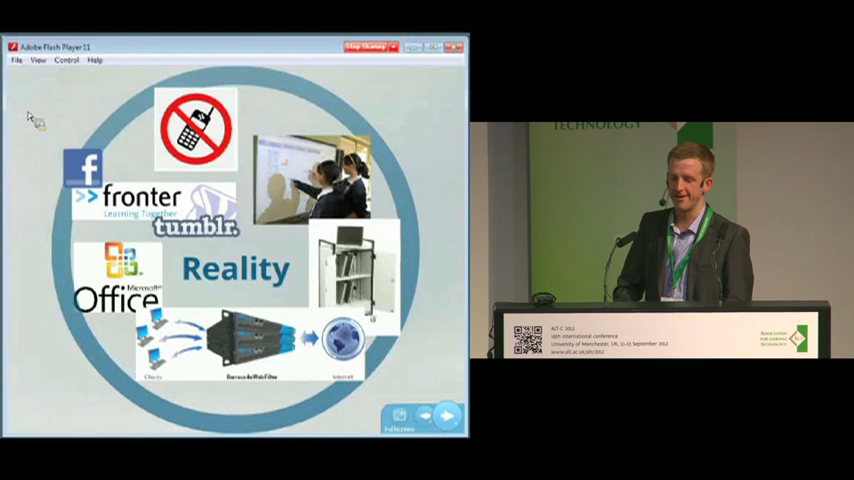 Adobe Flash Player 11
Stop Sharing
File View Control Help
f
fronter
Learning Together
tumblr.
Reality
Microsoft
Office
Clients
Barracuda Web Filter
Internet
Fullscreen
TECHNOLOGY
ALT-C 2012
19th international conference
University of Manchester, UK, 11-13 September 2012
www.alt.ac.uk/altc2012
ASSOCIATION
FOR LEARNING
TECHNOLOGY
ALT